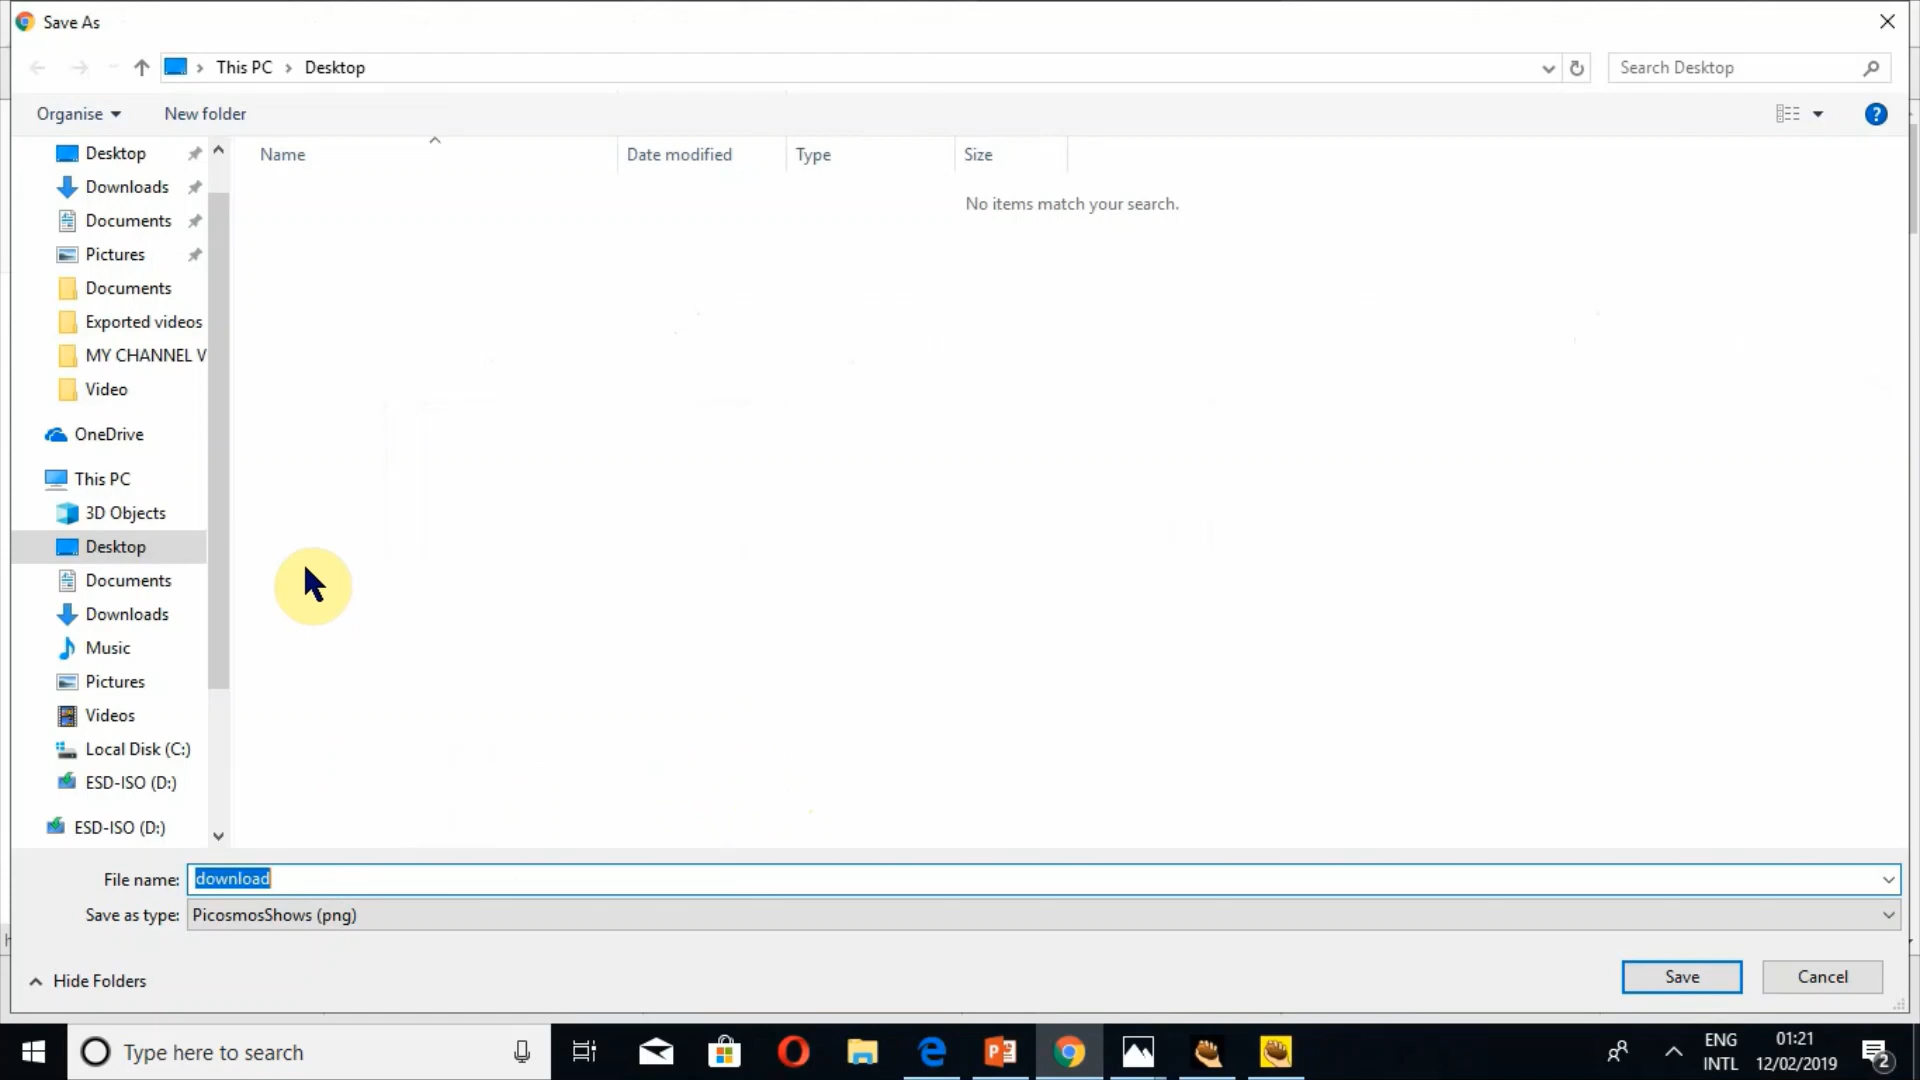 Save As
This PC > Desktop
Search Desktop
Organise
New folder
Desktop
Downloads
Documents
Pictures
Documents
Exported videos
MY CHANNEL V
Video
OneDrive
This PC
3D Objects
Desktop
Documents
Downloads
Music
Pictures
Videos
Local Disk (C:)
ESD-ISO (D:)
ESD-ISO (D:)
Name
Date modified
Type
Size
No items match your search.
File name: download
Save as type: PicosmosShows (png)
Hide Folders
Save
Cancel
Type here to search
ENG
INTL
01:21
12/02/2019
2